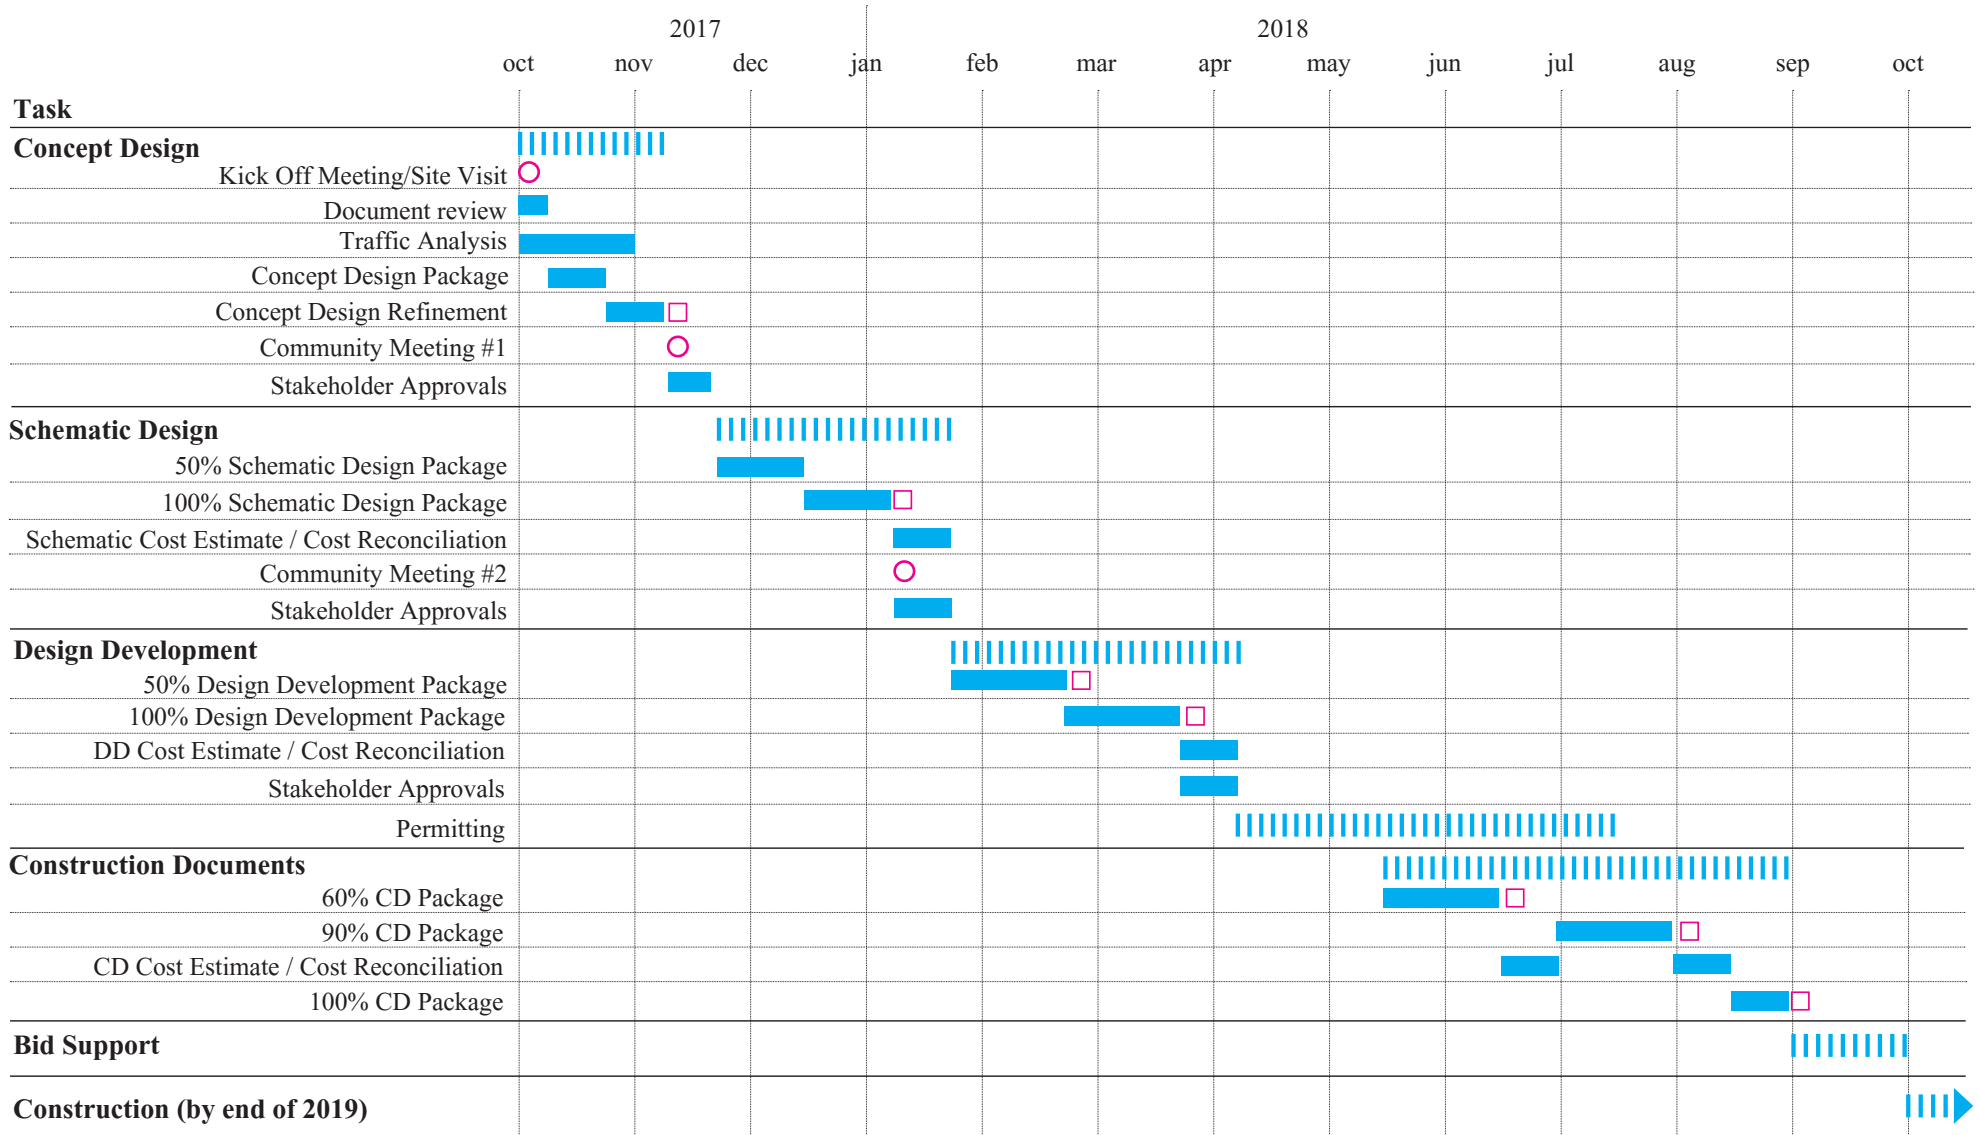 2017 2018
oct nov dec jan feb mar apr may jun jul aug sep oct
Task
Concept Design
Kick Off Meeting/Site Visit
Document review
Traffic Analysis
Concept Design Package
Concept Design Refinement
Community Meeting #1
Stakeholder Approvals
Schematic Design
50% Schematic Design Package
100% Schematic Design Package
Schematic Cost Estimate / Cost Reconciliation
Community Meeting #2
Stakeholder Approvals
Design Development
50% Design Development Package
100% Design Development Package
DD Cost Estimate / Cost Reconciliation
Stakeholder Approvals
Permitting
Construction Documents
60% CD Package
90% CD Package
CD Cost Estimate / Cost Reconciliation
100% CD Package
Bid Support
Construction (by end of 2019)